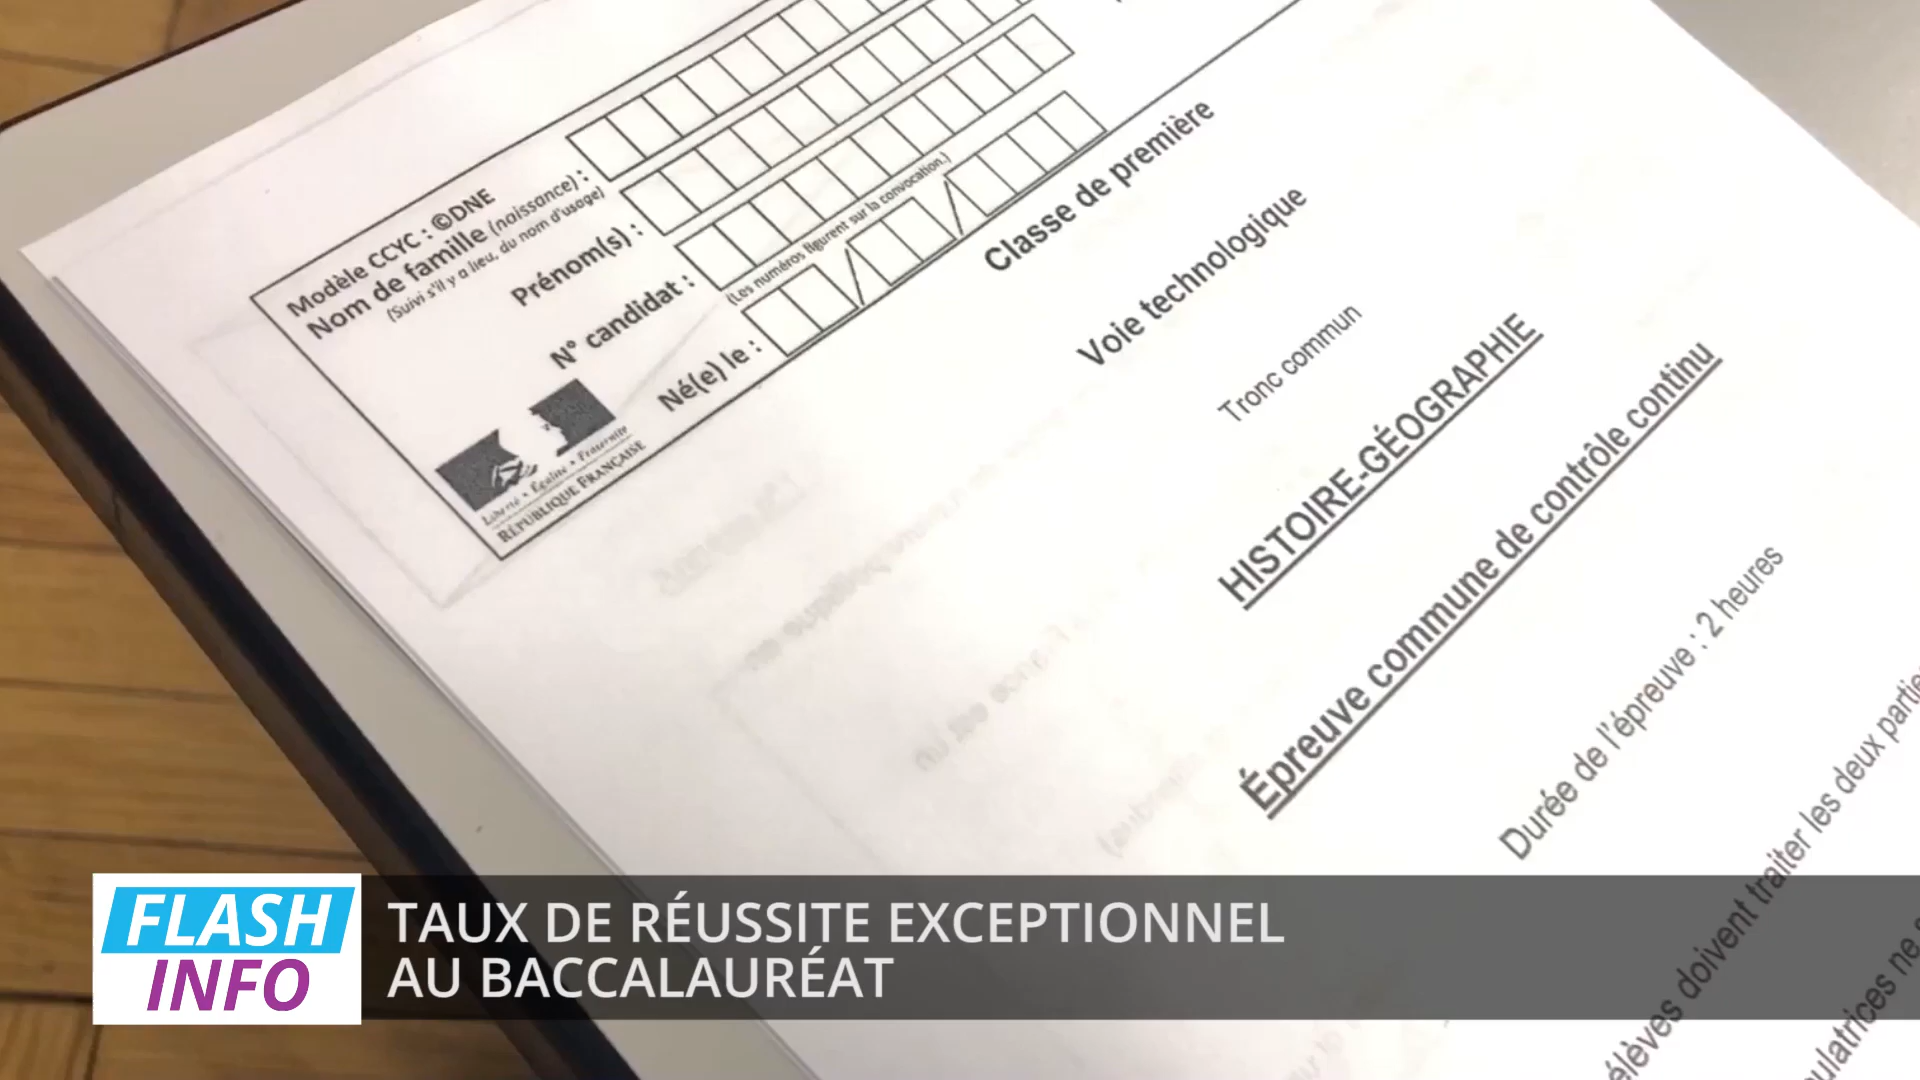 Modèle CCYC : ©DNE
Nom de famille (naissance) :
(Suivi s'il y a lieu, du nom d'usage)
Prénom(s) :
N° candidat :
(Les numéros figurent sur la convocation.)
Né(e) le :
Liberté • Égalité • Fraternité
RÉPUBLIQUE FRANÇAISE
Classe de première
Voie technologique
Tronc commun
HISTOIRE-GÉOGRAPHIE
Épreuve commune de contrôle continu
Durée de l'épreuve : 2 heures
élèves doivent traiter les deux
FLASH
INFO
TAUX DE RÉUSSITE EXCEPTIONNEL
AU BACCALAURÉAT